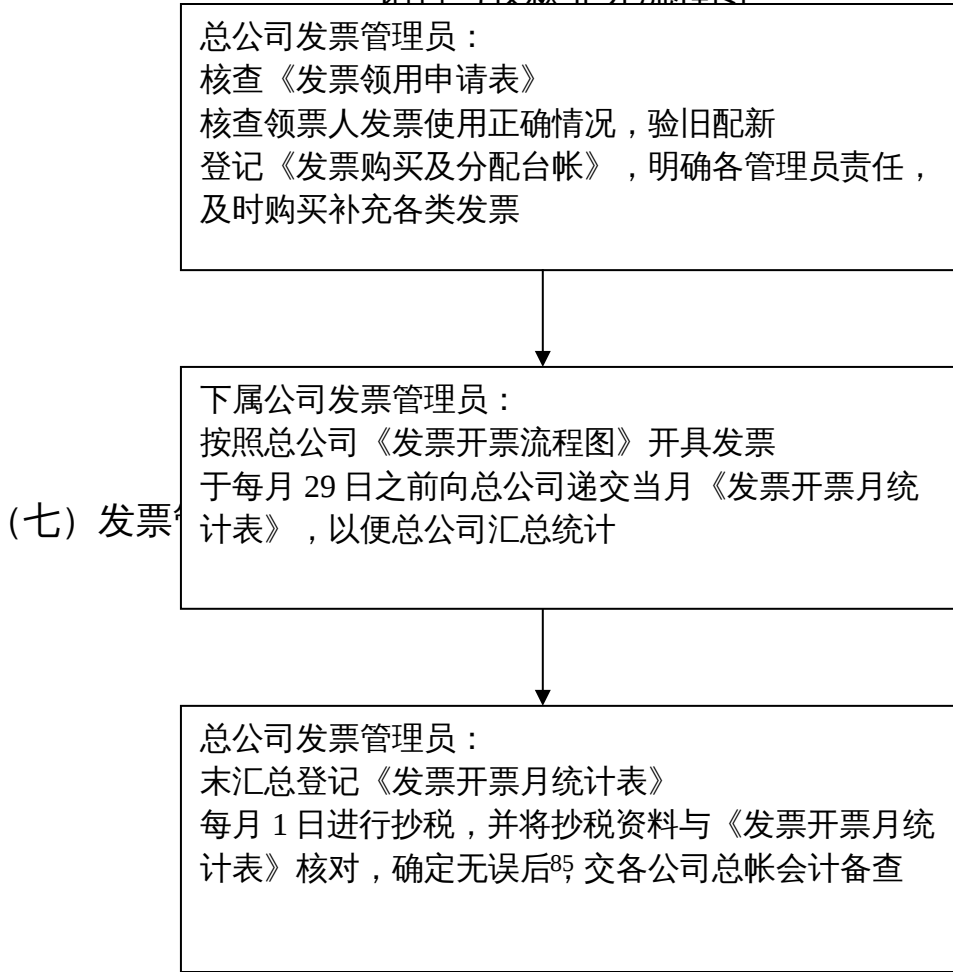 总公司发票管理员：
核查《发票领用申请表》
核查领票人发票使用正确情况，验旧配新
登记《发票购买及分配台帐》，明确各管理员责任，
及时购买补充各类发票
下属公司发票管理员：
按照总公司《发票开票流程图》开具发票
于每月 29 日之前向总公司递交当月《发票开票月统
（七）发票
计表》，以便总公司汇总统计
总公司发票管理员：
末汇总登记《发票开票月统计表》
每月 1 日进行抄税，并将抄税资料与《发票开票月统
计表》核对，确定无误后，交各公司总帐会计备查
85